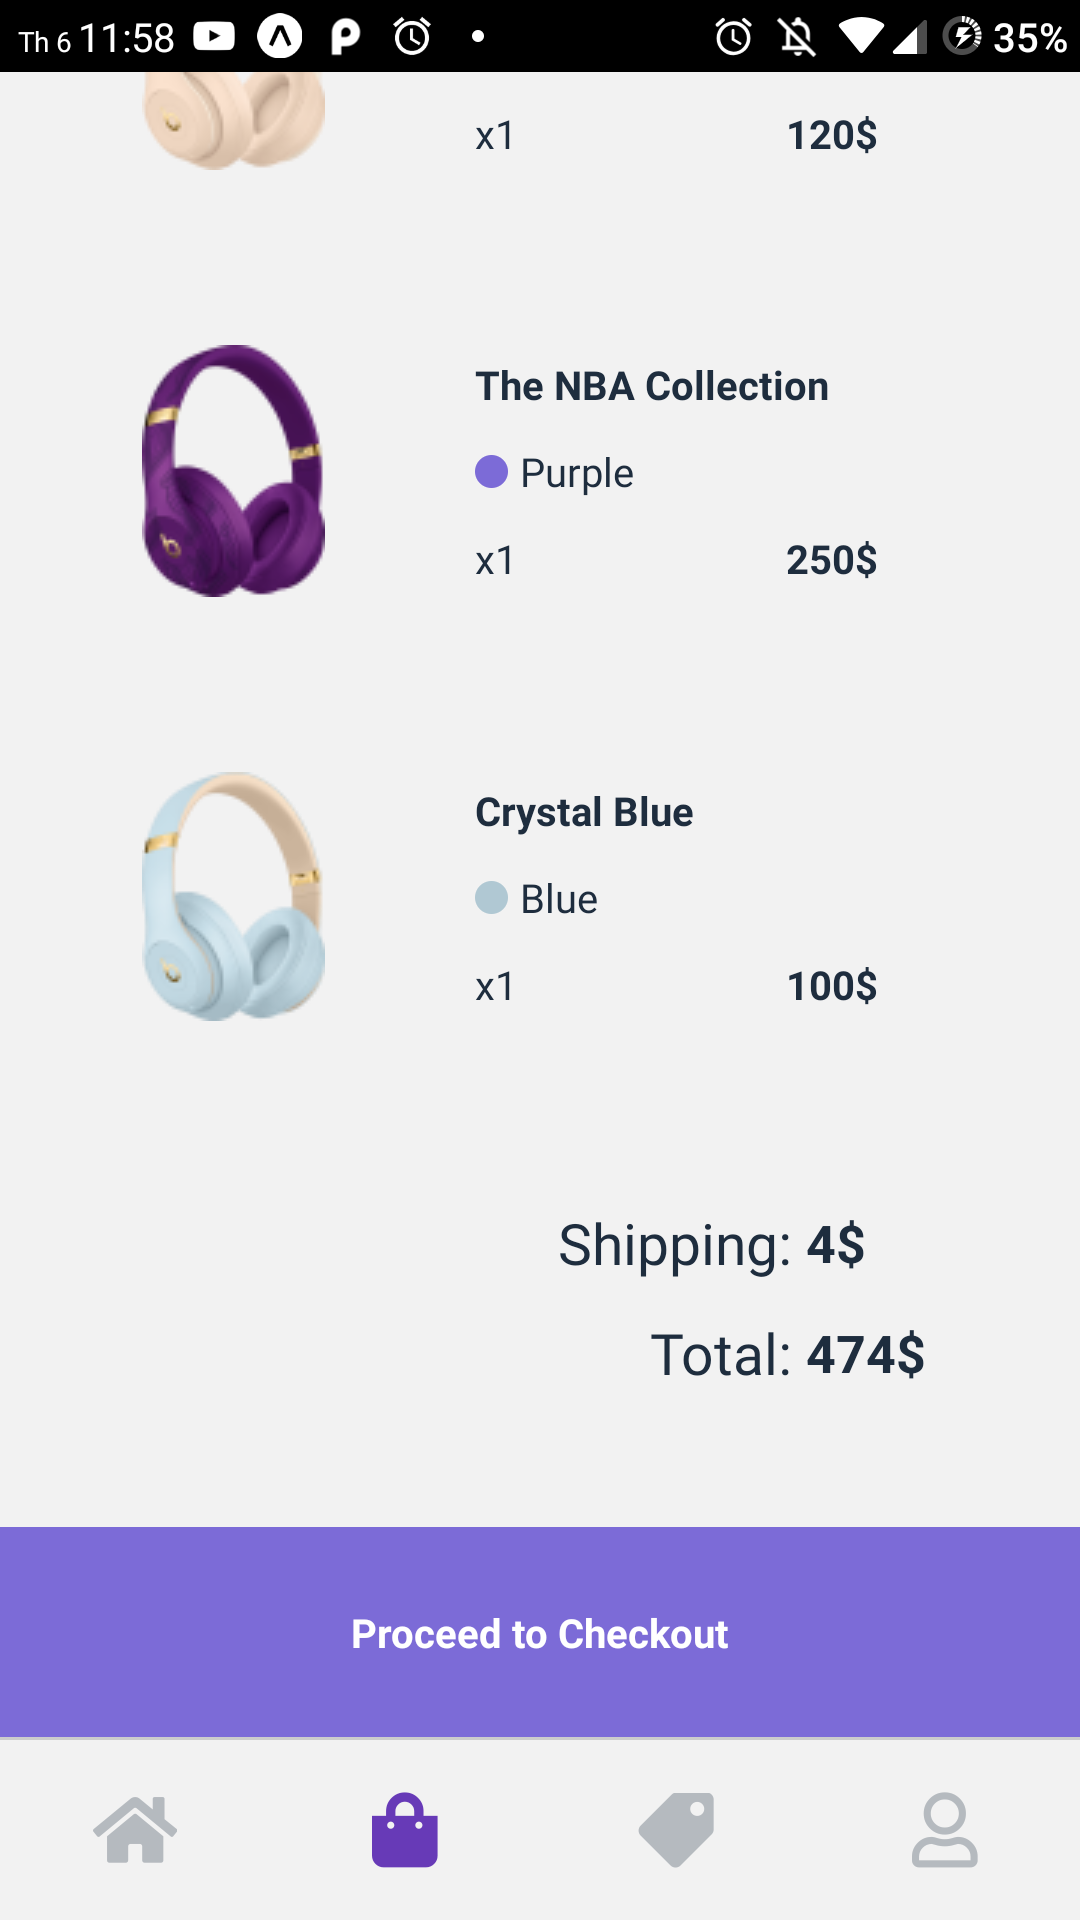 Th 6 11:58 35%
x1 120$
The NBA Collection
Purple
x1 250$
Crystal Blue
Blue
x1 100$
Shipping: 4$
Total: 474$
Proceed to Checkout